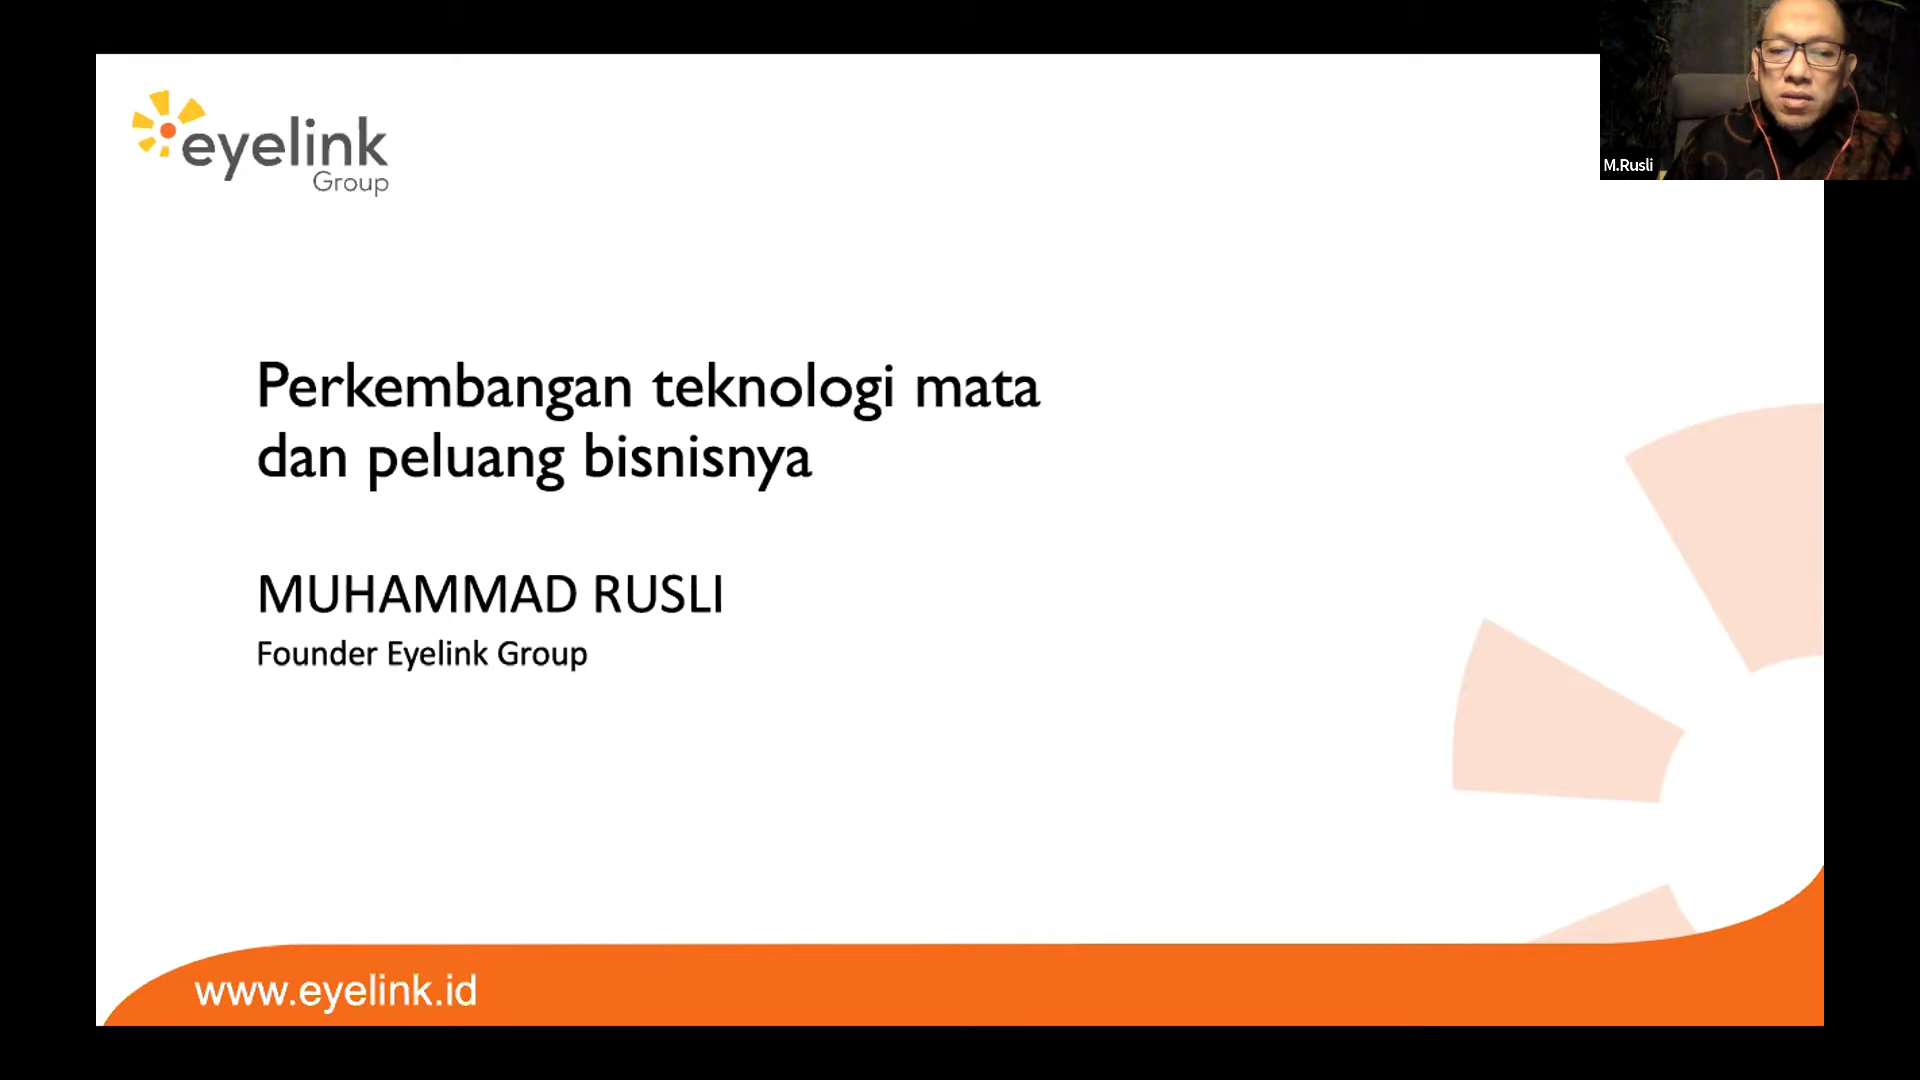 eyelink
Group
M.Rusli
Perkembangan teknologi mata
dan peluang bisnisnya
MUHAMMAD RUSLI
Founder Eyelink Group
www.eyelink.id